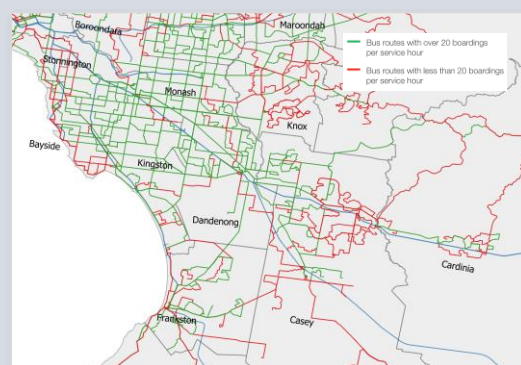 Boroondara
Maroondah
Stonnington
Bus routes with over 20 boardings
per service hour
Bus routes with less than 20 boardings
per service hour
Monash
Knox
Bayside
Kingston
Dandenong
Cardinia
Frankston
Casey